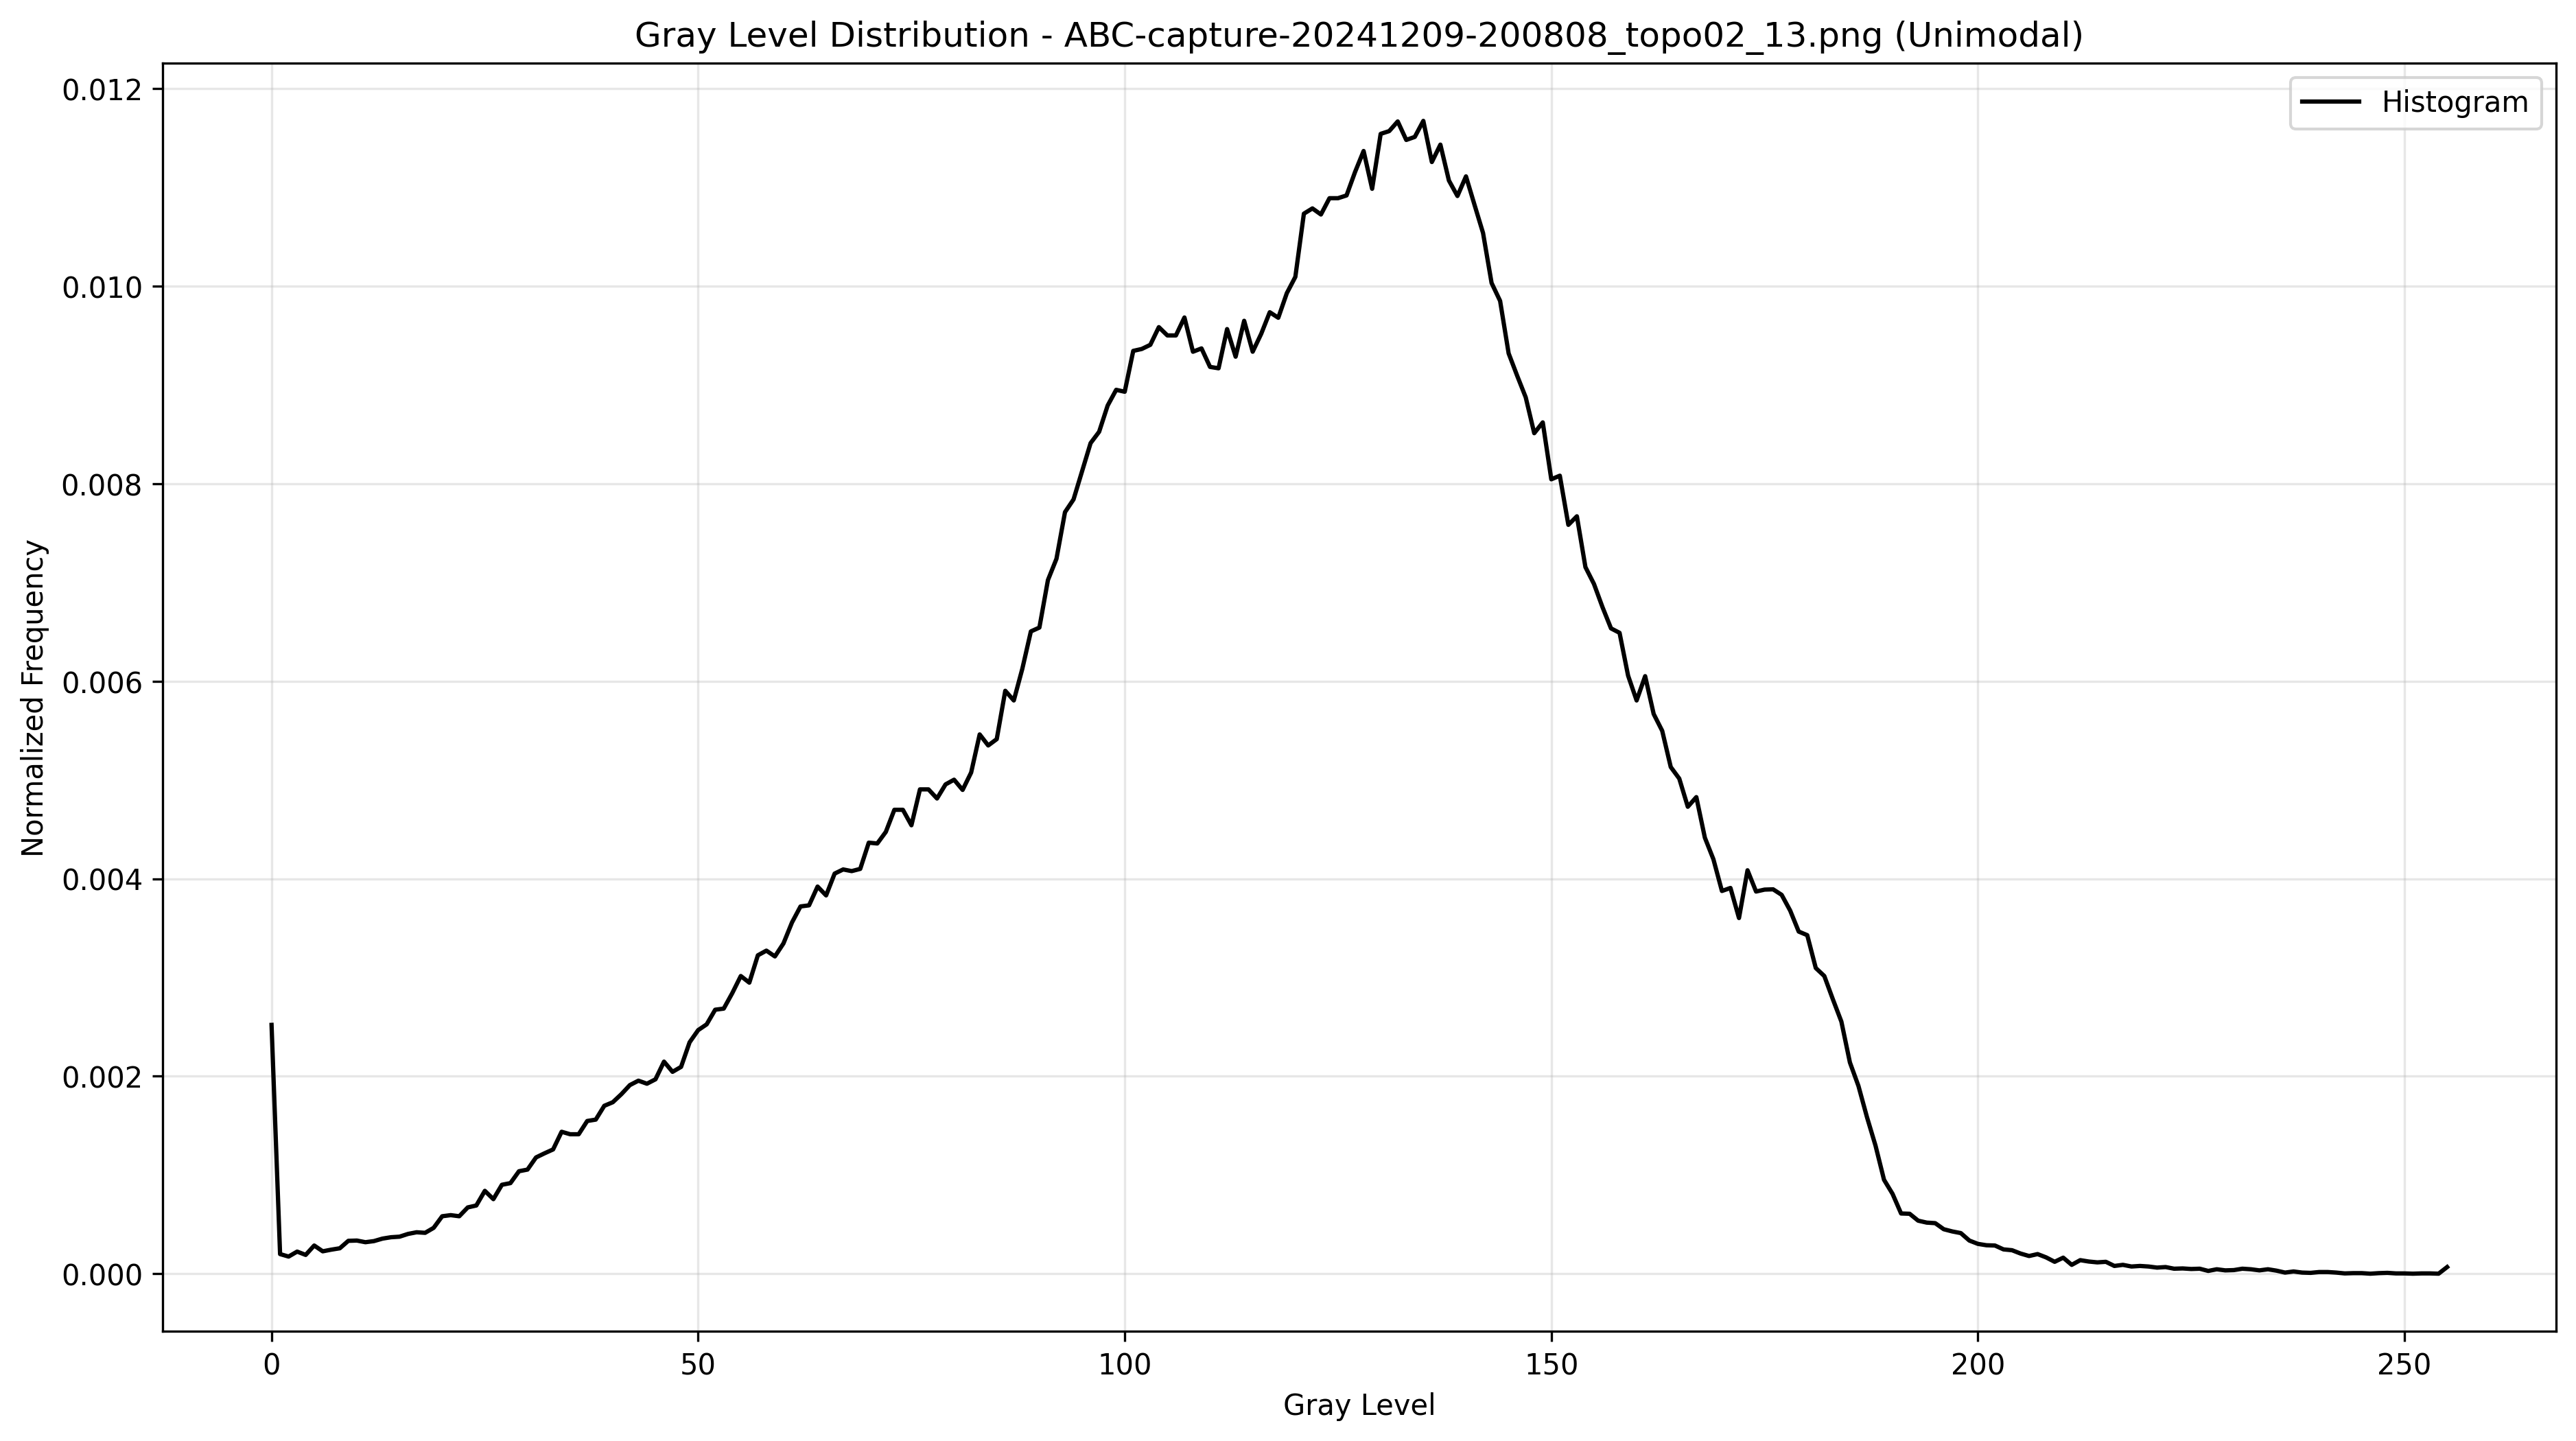 Gray Level Distribution - ABC-capture-20241209-200808_topo02_13.png (Unimodal)
Histogram
0.012
0.010
0.008
0.006
0.004
0.002
0.000
Normalized Frequency
0 50 100 150 200 250
Gray Level